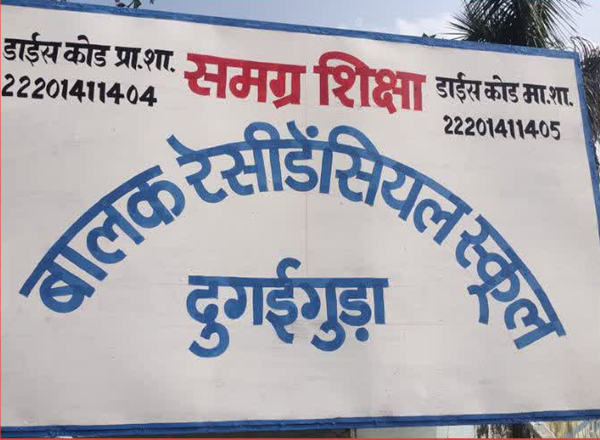 डाईस कोड प्रा.शा.
22201411404
समग्र शिक्षा
डाईस कोड मा.शा.
22201411405
बालक रेसीडेंसियल स्कूल
दुगईगुड़ा